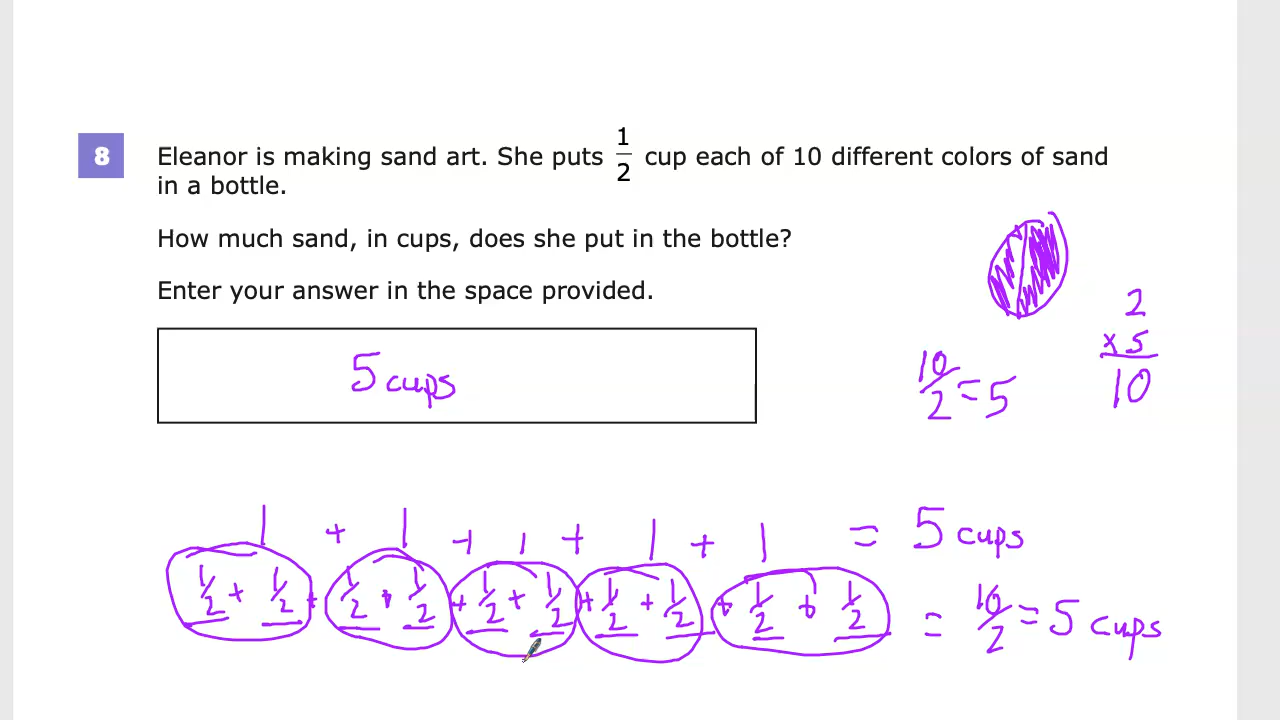 8
Eleanor is making sand art. She puts 1/2 cup each of 10 different colors of sand
in a bottle.
How much sand, in cups, does she put in the bottle?
Enter your answer in the space provided.
5 cups
10/2 = 5
2
x 5
10
1 + 1 + 1 + 1 + 1 = 5 cups
1/2 + 1/2 + 1/2 + 1/2 + 1/2 + 1/2 + 1/2 + 1/2 + 1/2 + 1/2 = 10/2 = 5 cups